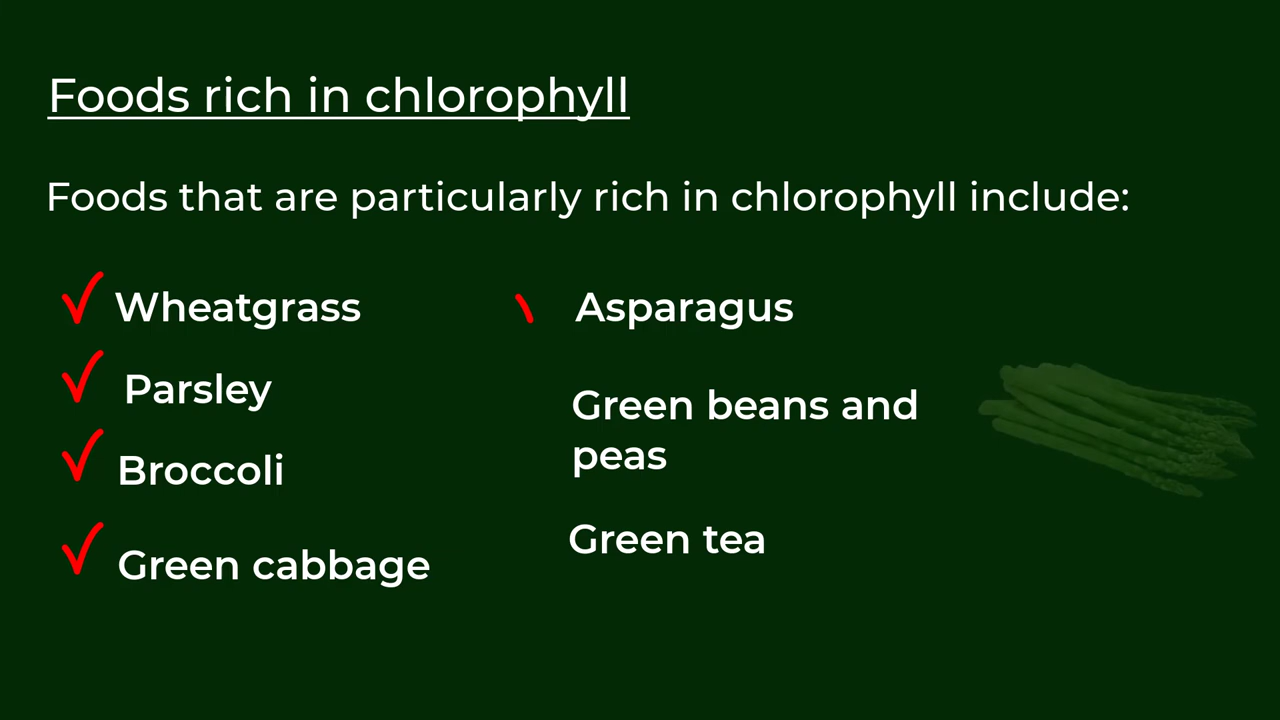 Foods rich in chlorophyll
Foods that are particularly rich in chlorophyll include:
Wheatgrass
Parsley
Broccoli
Green cabbage
Asparagus
Green beans and
peas
Green tea